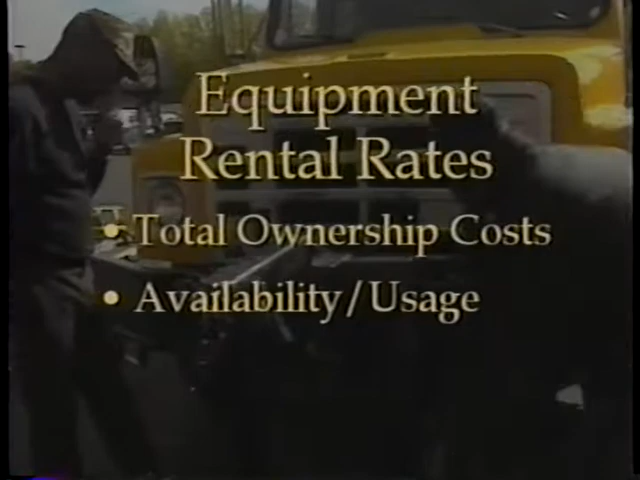 Equipment
Rental Rates
• Total Ownership Costs
• Availability/Usage